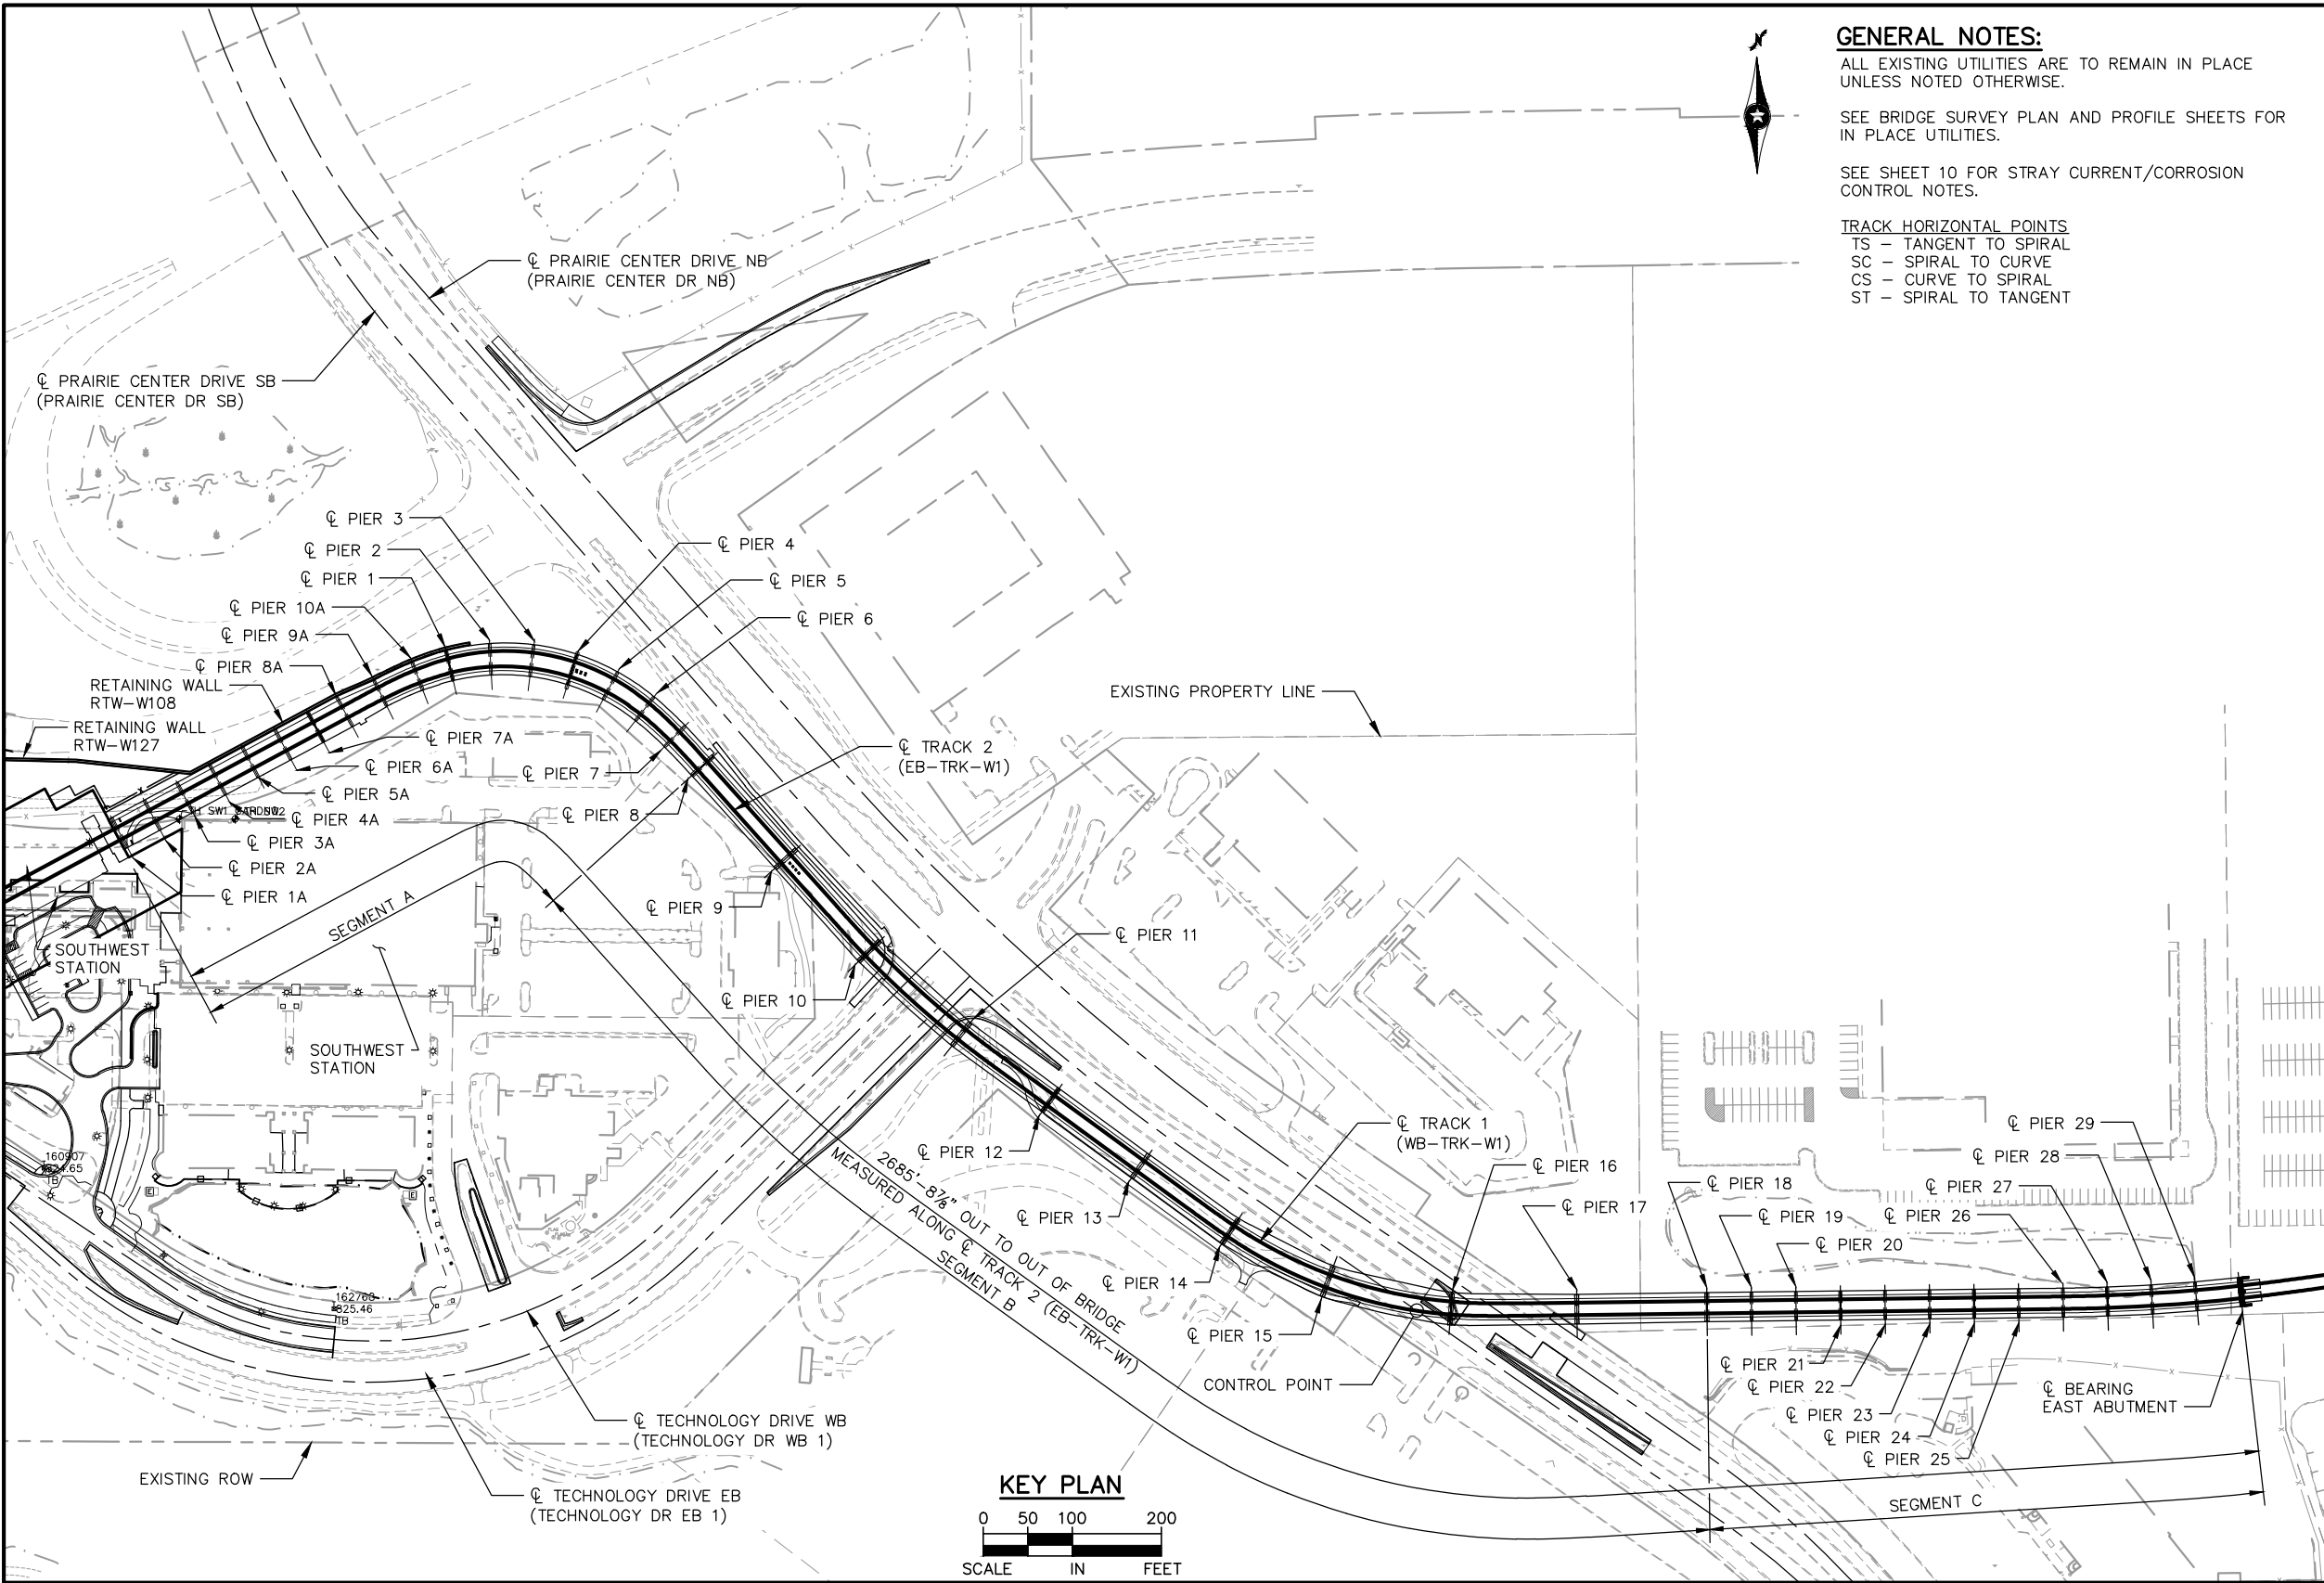 GENERAL NOTES:
ALL EXISTING UTILITIES ARE TO REMAIN IN PLACE
UNLESS NOTED OTHERWISE.
SEE BRIDGE SURVEY PLAN AND PROFILE SHEETS FOR
IN PLACE UTILITIES.
SEE SHEET 10 FOR STRAY CURRENT/CORROSION
CONTROL NOTES.
TRACK HORIZONTAL POINTS
TS – TANGENT TO SPIRAL
SC – SPIRAL TO CURVE
CS – CURVE TO SPIRAL
ST – SPIRAL TO TANGENT
N
℄ PRAIRIE CENTER DRIVE NB
(PRAIRIE CENTER DR NB)
℄ PRAIRIE CENTER DRIVE SB
(PRAIRIE CENTER DR SB)
℄ PIER 3
℄ PIER 2
℄ PIER 1
℄ PIER 10A
℄ PIER 9A
℄ PIER 8A
RETAINING WALL
RTW–W108
RETAINING WALL
RTW–W127
℄ PIER 4
℄ PIER 5
℄ PIER 6
℄ PIER 7A
℄ PIER 6A
℄ PIER 5A
℄ PIER 4A
℄ PIER 3A
℄ PIER 2A
℄ PIER 1A
℄ PIER 7
℄ PIER 8
℄ PIER 9
℄ PIER 10
℄ TRACK 2
(EB–TRK–W1)
EXISTING PROPERTY LINE
℄ PIER 11
SEGMENT A
SOUTHWEST
STATION
SOUTHWEST
STATION
160907
TB
162768
825.46
TB
℄ PIER 12
℄ PIER 13
℄ PIER 14
℄ PIER 15
CONTROL POINT
2685'–8⅞" OUT TO OUT OF BRIDGE
MEASURED ALONG ℄ TRACK 2 (EB–TRK–W1)
SEGMENT B
℄ TRACK 1
(WB–TRK–W1)
℄ PIER 16
℄ PIER 17
℄ PIER 18
℄ PIER 19
℄ PIER 20
℄ PIER 29
℄ PIER 28
℄ PIER 27
℄ PIER 26
℄ PIER 21
℄ PIER 22
℄ PIER 23
℄ PIER 24
℄ PIER 25
℄ BEARING
EAST ABUTMENT
SEGMENT C
℄ TECHNOLOGY DRIVE WB
(TECHNOLOGY DR WB 1)
℄ TECHNOLOGY DRIVE EB
(TECHNOLOGY DR EB 1)
EXISTING ROW
KEY PLAN
0 50 100 200
SCALE IN FEET